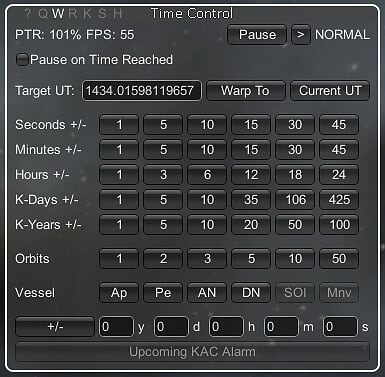 ? Q W R K S H Time Control
PTR: 101% FPS: 55 Pause > NORMAL
Pause on Time Reached
Target UT: 1434.01598119657 Warp To Current UT
Seconds +/- 1 5 10 15 30 45
Minutes +/- 1 5 10 15 30 45
Hours +/- 1 3 6 12 18 24
K-Days +/- 1 5 10 35 106 425
K-Years +/- 1 5 10 20 50 100
Orbits 1 2 3 5 10 50
Vessel Ap Pe AN DN SOI Mnv
+/- 0 y 0 d 0 h 0 m 0 s
Upcoming KAC Alarm